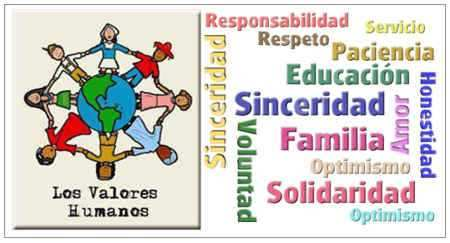 Los Valores
Humanos
Sinceridad
Responsabilidad
Servicio
Respeto
Paciencia
Educación
Sinceridad
Honestidad
Voluntad
Familia
Amor
Optimismo
Solidaridad
Optimismo